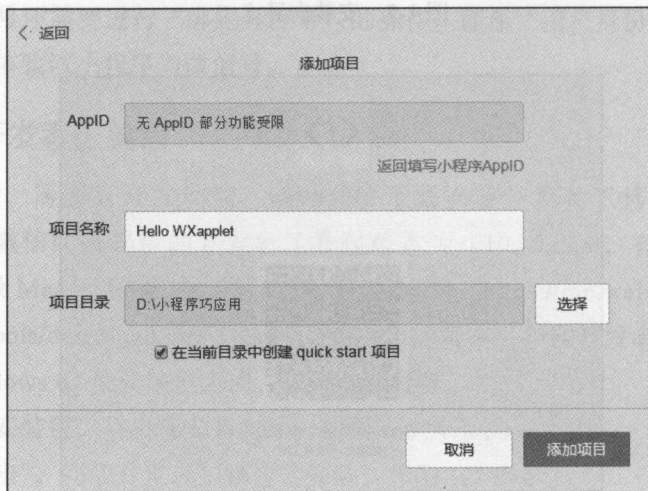 返回
添加项目
AppID 无 AppID 部分功能受限
返回填写小程序AppID
项目名称 Hello WXapplet
项目目录 D:\小程序巧应用 选择
在当前目录中创建 quick start 项目
取消 添加项目